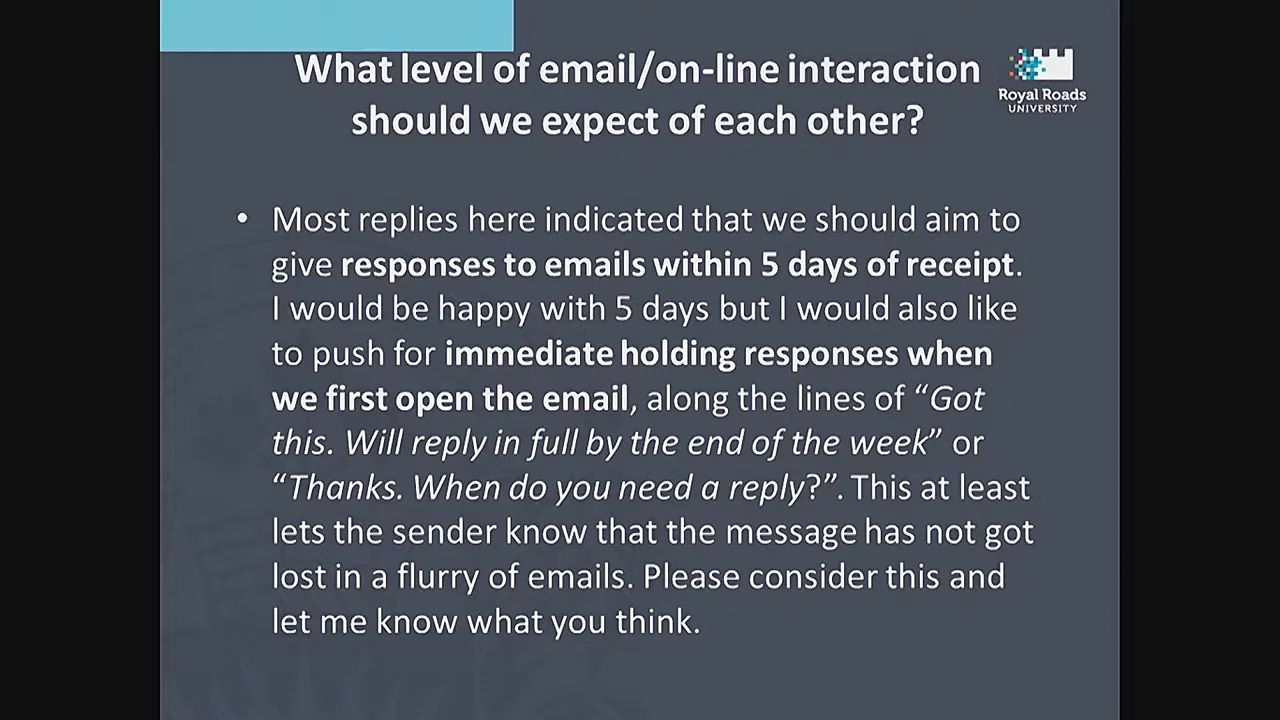 What level of email/on-line interaction
should we expect of each other?
Royal Roads
UNIVERSITY
• Most replies here indicated that we should aim to
give responses to emails within 5 days of receipt.
I would be happy with 5 days but I would also like
to push for immediate holding responses when
we first open the email, along the lines of “Got
this. Will reply in full by the end of the week” or
“Thanks. When do you need a reply?”. This at least
lets the sender know that the message has not got
lost in a flurry of emails. Please consider this and
let me know what you think.